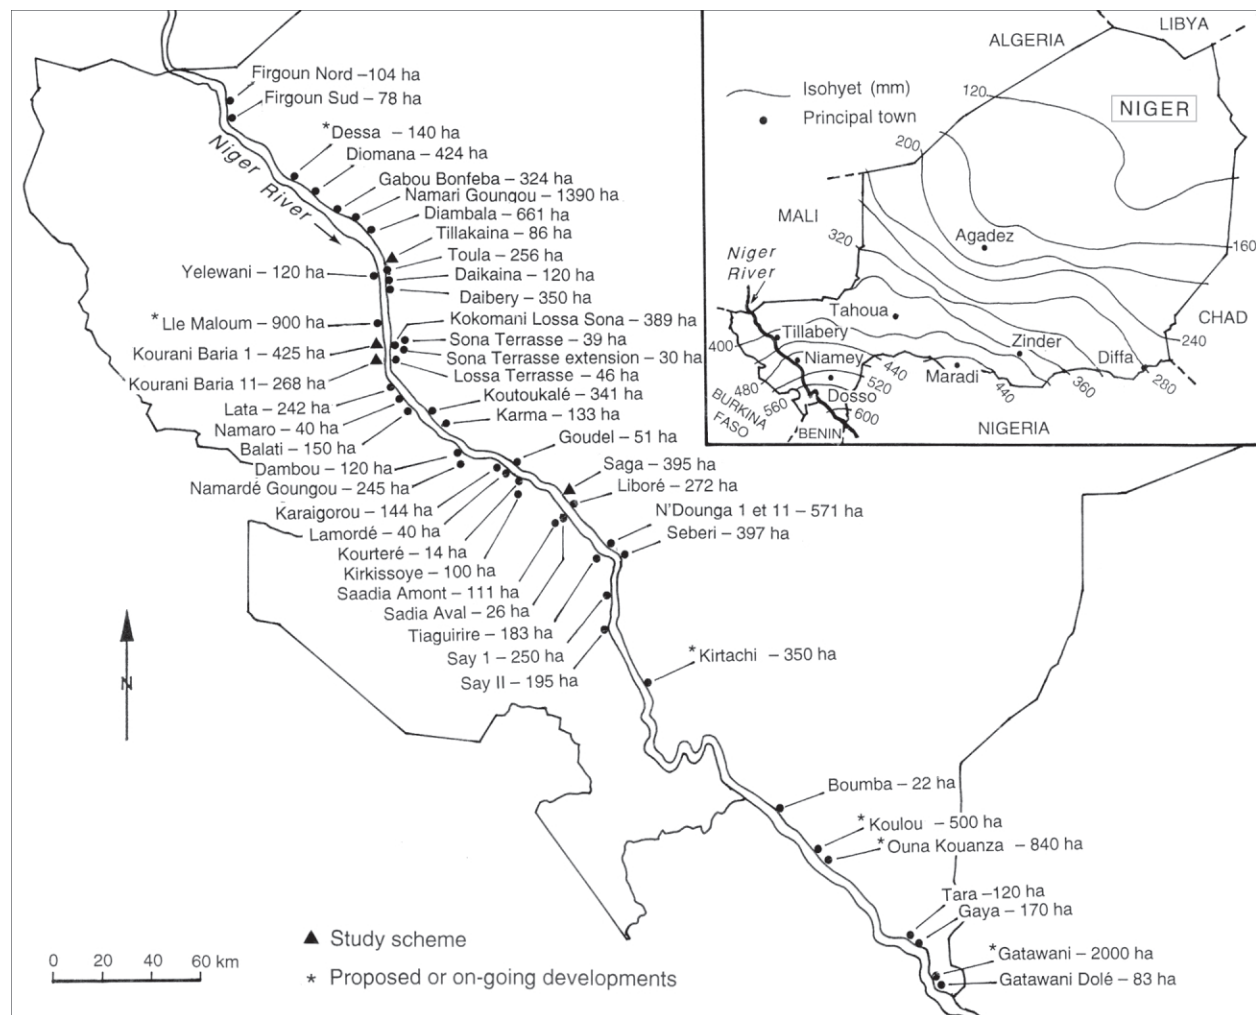 Firgoun Nord – 104 ha
Firgoun Sud – 78 ha
*Dessa – 140 ha
Diomana – 424 ha
Gabou Bonfeba – 324 ha
Namari Goungou – 1390 ha
Diambala – 661 ha
Tillakaina – 86 ha
Toula – 256 ha
Daikaina – 120 ha
Daibery – 350 ha
Niger River
Yelewani – 120 ha
*Lle Maloum – 900 ha
Kourani Baria 1 – 425 ha
Kourani Baria 11 – 268 ha
Kokomani Lossa Sona – 389 ha
Sona Terrasse – 39 ha
Sona Terrasse extension – 30 ha
Lossa Terrasse – 46 ha
Lata – 242 ha
Namaro – 40 ha
Balati – 150 ha
Koutoukalé – 341 ha
Karma – 133 ha
Goudel – 51 ha
Dambou – 120 ha
Namardé Goungou – 245 ha
Karaigorou – 144 ha
Lamordé – 40 ha
Kourteré – 14 ha
Kirkissoye – 100 ha
Saadia Amont – 111 ha
Sadia Aval – 26 ha
Tiaguirire – 183 ha
Say 1 – 250 ha
Say II – 195 ha
Saga – 395 ha
Liboré – 272 ha
N'Dounga 1 et 11 – 571 ha
Seberi – 397 ha
*Kirtachi – 350 ha
Boumba – 22 ha
*Koulou – 500 ha
*Ouna Kouanza – 840 ha
Tara – 120 ha
Gaya – 170 ha
*Gatawani – 2000 ha
Gatawani Dolé – 83 ha
N
0 20 40 60 km
▲ Study scheme
* Proposed or on-going developments
Isohyet (mm)
Principal town
ALGERIA
LIBYA
NIGER
MALI
CHAD
NIGERIA
BENIN
BURKINA
FASO
Niger
River
Agadez
Tahoua
Tillabery
Niamey
Dosso
Maradi
Zinder
Diffa
120
200
160
320
240
280
360
400
440
440
480
520
560
600